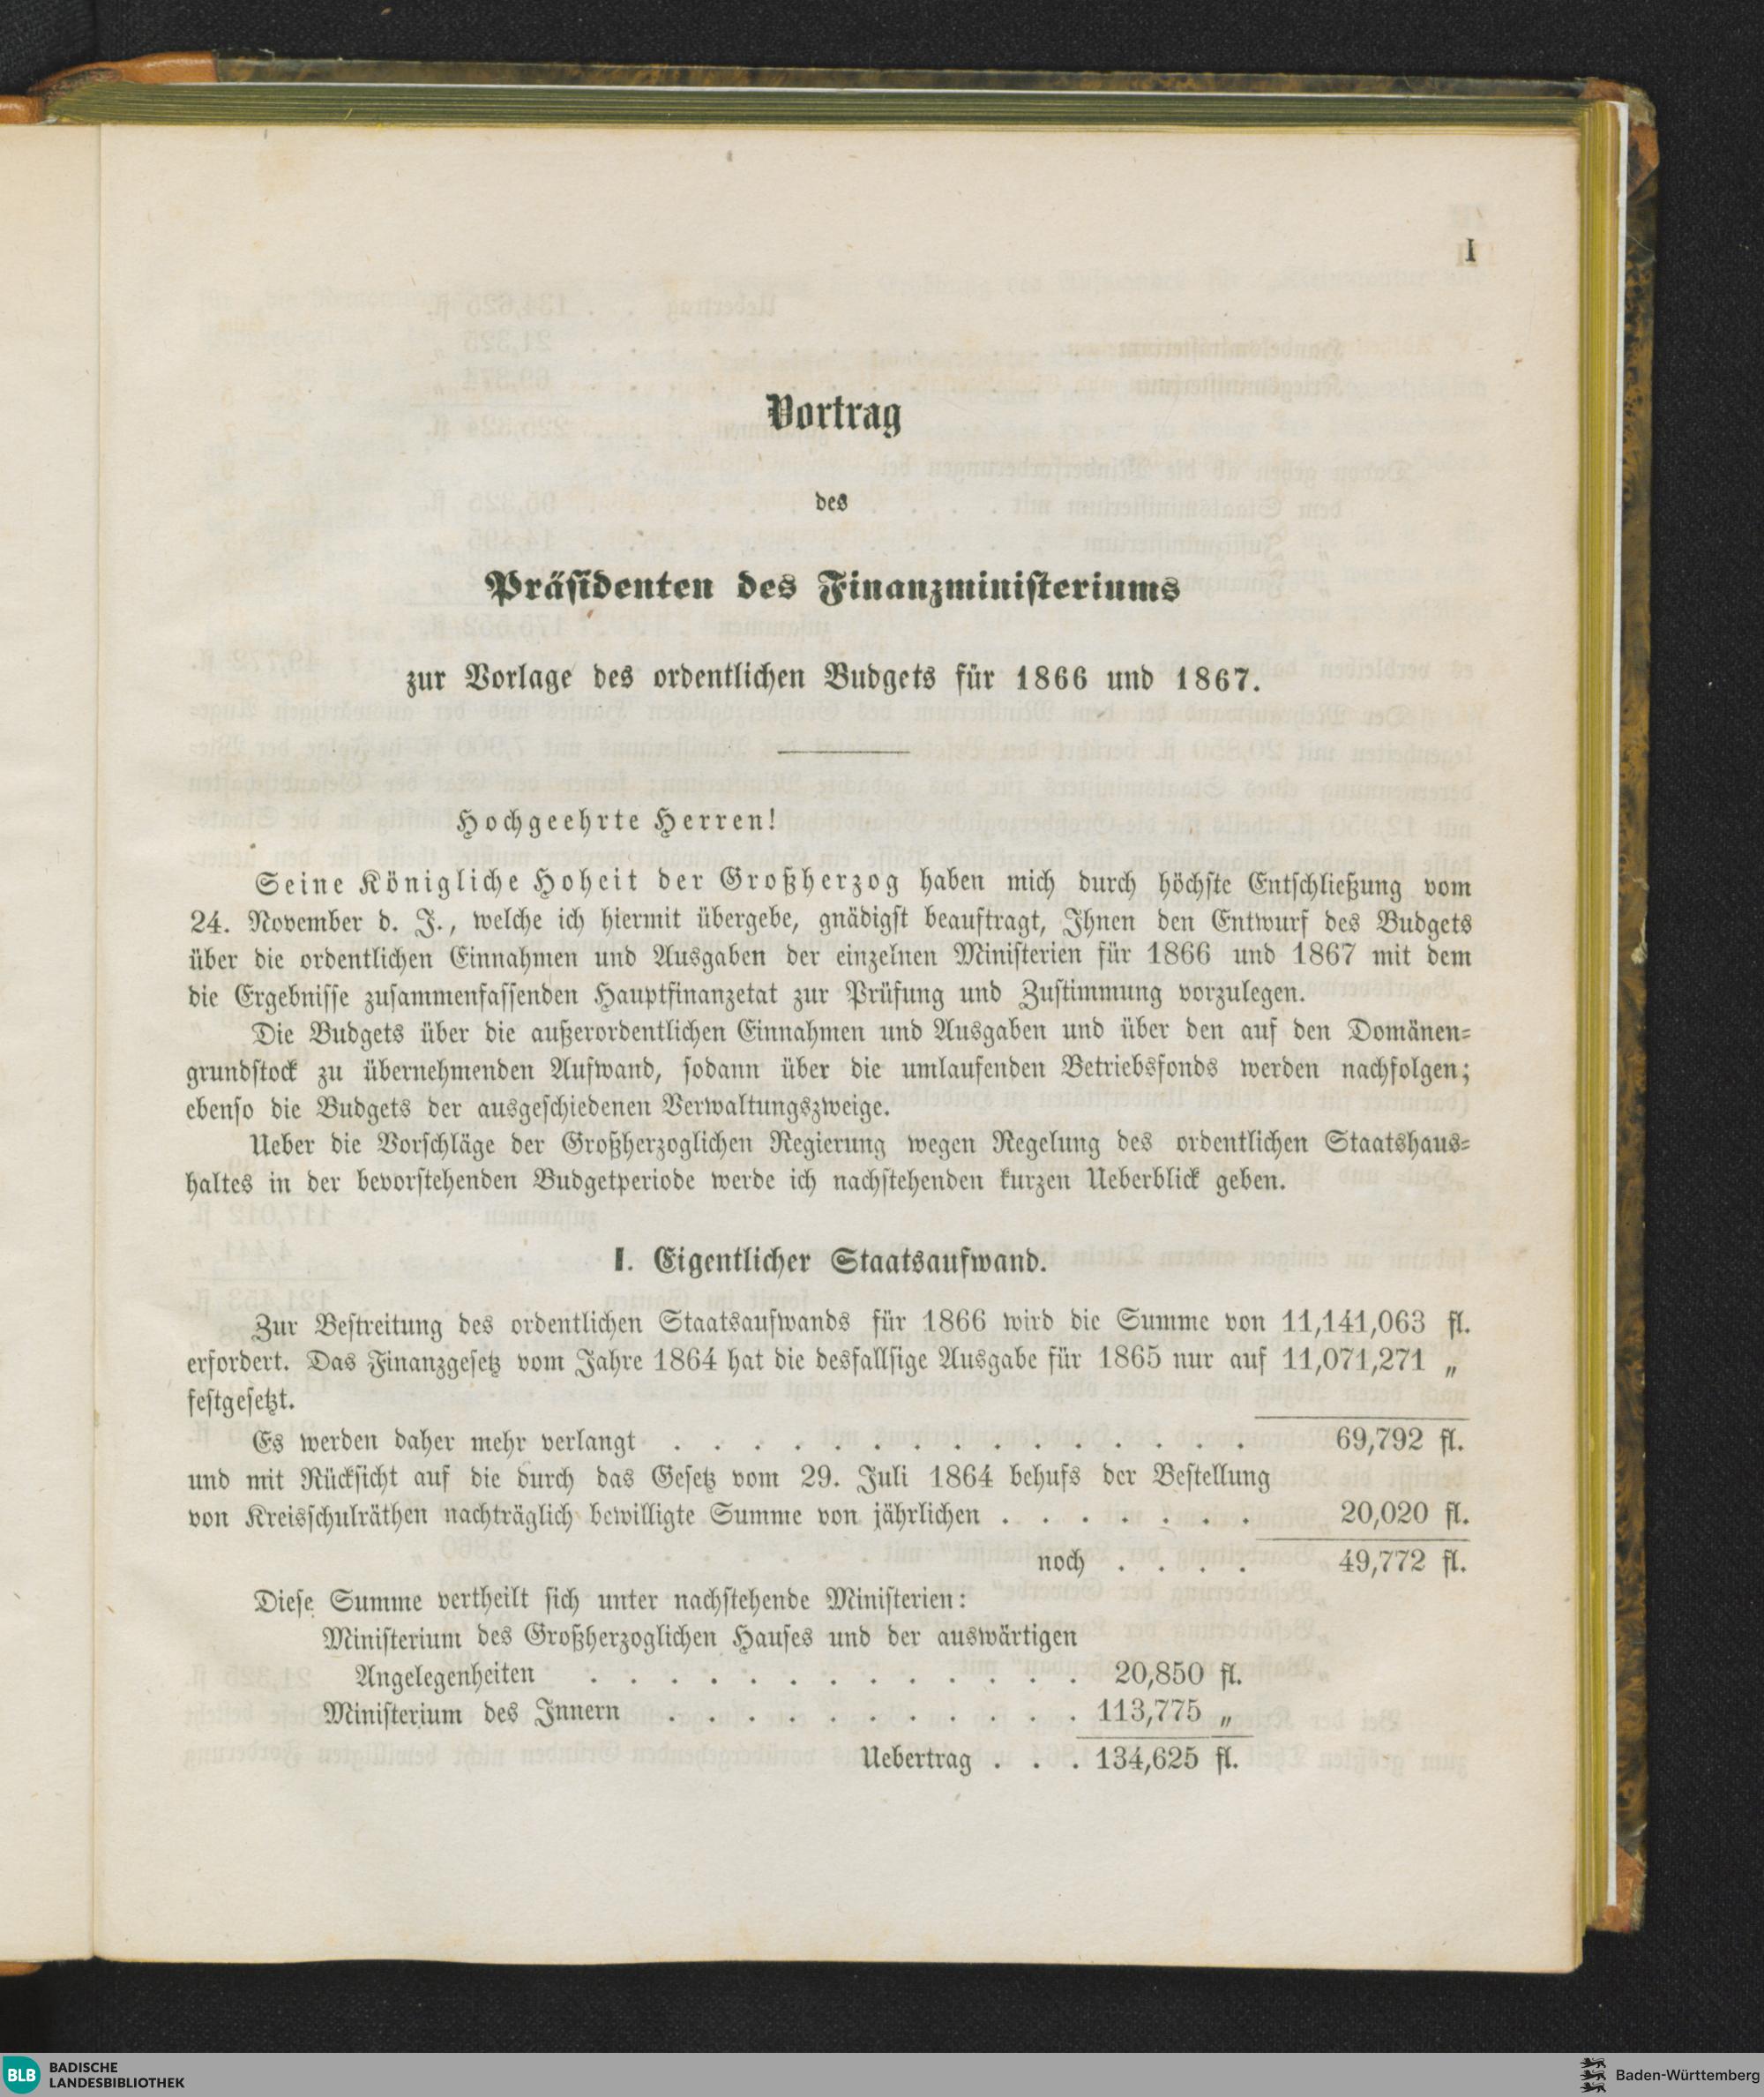 I
Vortrag
des
Präsidenten des Finanzministeriums
zur Vorlage des ordentlichen Budgets für 1866 und 1867.
Hochgeehrte Herren!
Seine Königliche Hoheit der Großherzog haben mich durch höchste Entschließung vom
24. November d. J., welche ich hiermit übergebe, gnädigst beauftragt, Ihnen den Entwurf des Budgets
über die ordentlichen Einnahmen und Ausgaben der einzelnen Ministerien für 1866 und 1867 mit dem
die Ergebnisse zusammenfassenden Hauptfinanzetat zur Prüfung und Zustimmung vorzulegen.
Die Budgets über die außerordentlichen Einnahmen und Ausgaben und über den auf den Domänen=
grundstock zu übernehmenden Aufwand, sodann über die umlaufenden Betriebsfonds werden nachfolgen;
ebenso die Budgets der ausgeschiedenen Verwaltungszweige.
Ueber die Vorschläge der Großherzoglichen Regierung wegen Regelung des ordentlichen Staatshaus=
haltes in der bevorstehenden Budgetperiode werde ich nachstehenden kurzen Ueberblick geben.
I. Eigentlicher Staatsaufwand.
Zur Bestreitung des ordentlichen Staatsaufwands für 1866 wird die Summe von 11,141,063 fl.
erfordert. Das Finanzgesetz vom Jahre 1864 hat die desfallsige Ausgabe für 1865 nur auf 11,071,271 „
festgesetzt.
Es werden daher mehr verlangt . . . . . . . . . . . . . . . 69,792 fl.
und mit Rücksicht auf die durch das Gesetz vom 29. Juli 1864 behufs der Bestellung
von Kreisschulräthen nachträglich bewilligte Summe von jährlichen . . . . . . . 20,020 fl.
noch . . . . 49,772 fl.
Diese Summe vertheilt sich unter nachstehende Ministerien:
Ministerium des Großherzoglichen Hauses und der auswärtigen
Angelegenheiten . . . . . . . . . . . . . 20,850 fl.
Ministerium des Innern . . . . . . . . . . . 113,775 „
Uebertrag . . . 134,625 fl.
BLB BADISCHE
LANDESBIBLIOTHEK
Baden-Württemberg